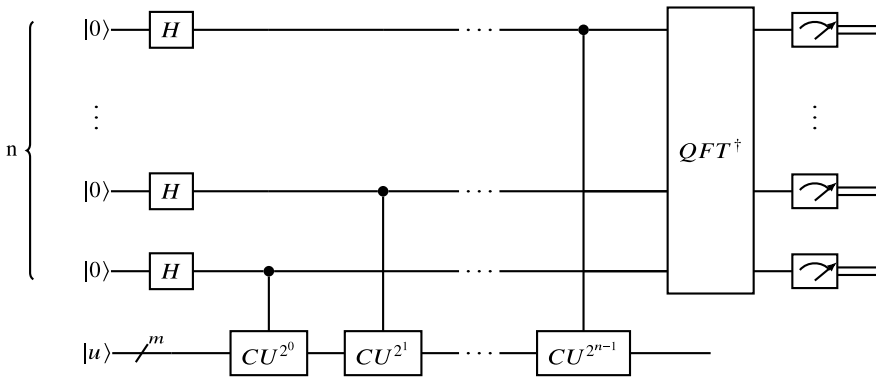 |0⟩ H ···
⋮ ⋮
n QFT†
|0⟩ H ···
|0⟩ H ···
|u⟩ m CU^{2^0} CU^{2^1} ··· CU^{2^{n−1}}